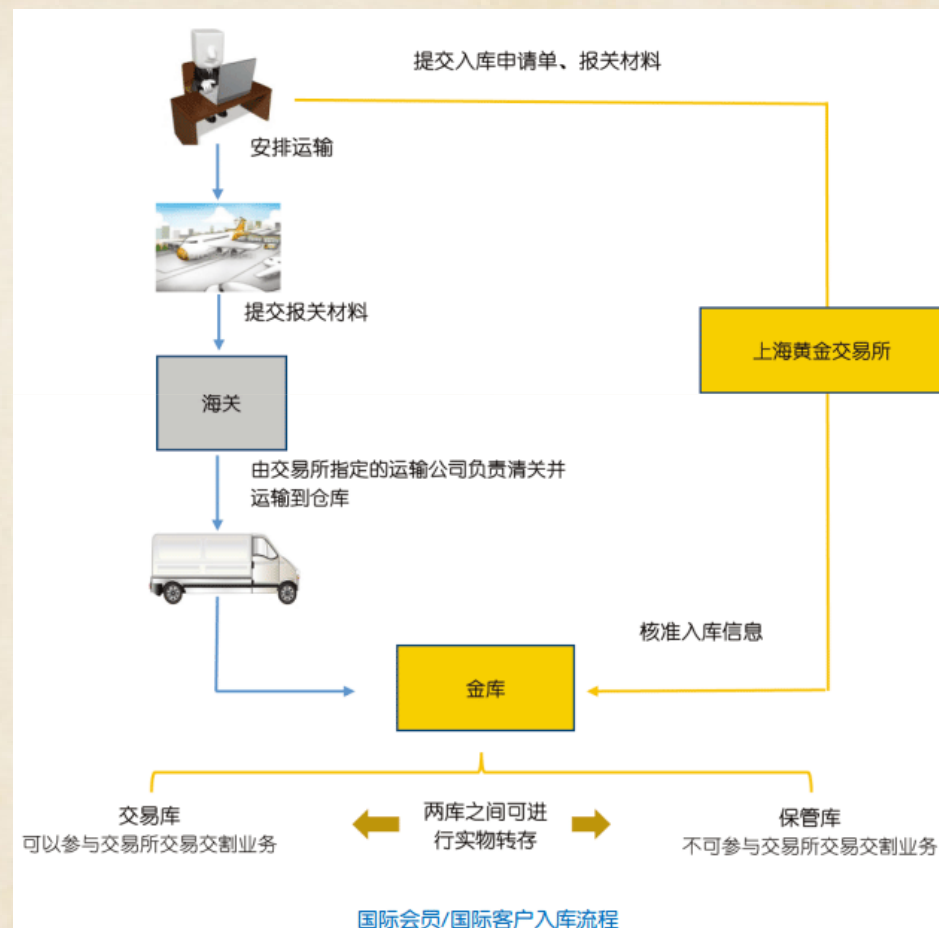 提交入库申请单、报关材料
安排运输
提交报关材料
上海黄金交易所
海关
由交易所指定的运输公司负责清关并
运输到仓库
核准入库信息
金库
交易库
可以参与交易所交易交割业务
两库之间可进
行实物转存
保管库
不可参与交易所交易交割业务
国际会员/国际客户入库流程